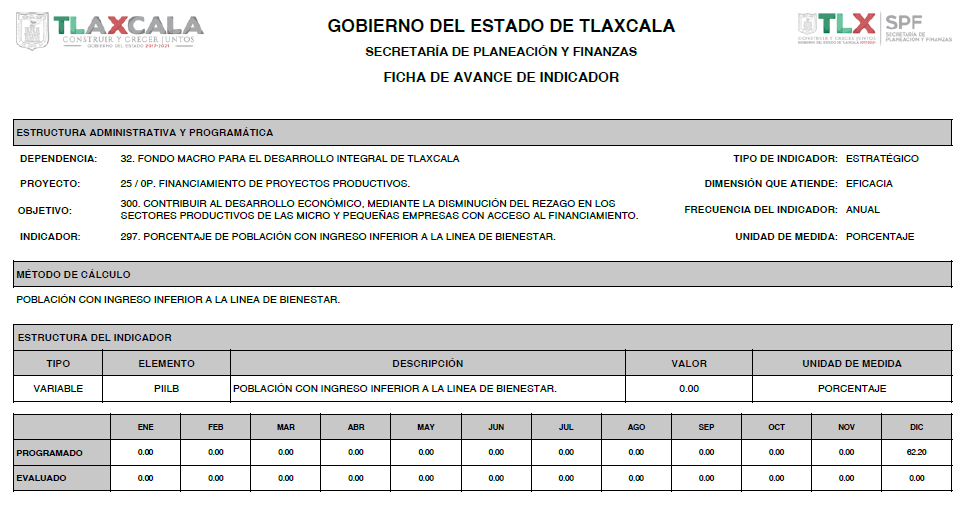 TLAXCALA
CONSTRUIR Y CRECER JUNTOS
GOBIERNO DEL ESTADO 2017-2021
GOBIERNO DEL ESTADO DE TLAXCALA
SECRETARÍA DE PLANEACIÓN Y FINANZAS
FICHA DE AVANCE DE INDICADOR
TLX
CONSTRUIR Y CRECER JUNTOS
SPF
SECRETARÍA DE
PLANEACIÓN Y FINANZAS
ESTRUCTURA ADMINISTRATIVA Y PROGRAMÁTICA
DEPENDENCIA: 32. FONDO MACRO PARA EL DESARROLLO INTEGRAL DE TLAXCALA TIPO DE INDICADOR: ESTRATÉGICO
PROYECTO: 25 / 0P. FINANCIAMIENTO DE PROYECTOS PRODUCTIVOS. DIMENSIÓN QUE ATIENDE: EFICACIA
OBJETIVO: 300. CONTRIBUIR AL DESARROLLO ECONÓMICO, MEDIANTE LA DISMINUCIÓN DEL REZAGO EN LOS
SECTORES PRODUCTIVOS DE LAS MICRO Y PEQUEÑAS EMPRESAS CON ACCESO AL FINANCIAMIENTO. FRECUENCIA DEL INDICADOR: ANUAL
INDICADOR: 297. PORCENTAJE DE POBLACIÓN CON INGRESO INFERIOR A LA LINEA DE BIENESTAR. UNIDAD DE MEDIDA: PORCENTAJE
MÉTODO DE CÁLCULO
POBLACIÓN CON INGRESO INFERIOR A LA LINEA DE BIENESTAR.
ESTRUCTURA DEL INDICADOR
TIPO ELEMENTO DESCRIPCIÓN VALOR UNIDAD DE MEDIDA
VARIABLE PIILB POBLACIÓN CON INGRESO INFERIOR A LA LINEA DE BIENESTAR. 0.00 PORCENTAJE
ENE FEB MAR ABR MAY JUN JUL AGO SEP OCT NOV DIC
PROGRAMADO 0.00 0.00 0.00 0.00 0.00 0.00 0.00 0.00 0.00 0.00 0.00 62.20
EVALUADO 0.00 0.00 0.00 0.00 0.00 0.00 0.00 0.00 0.00 0.00 0.00 0.00